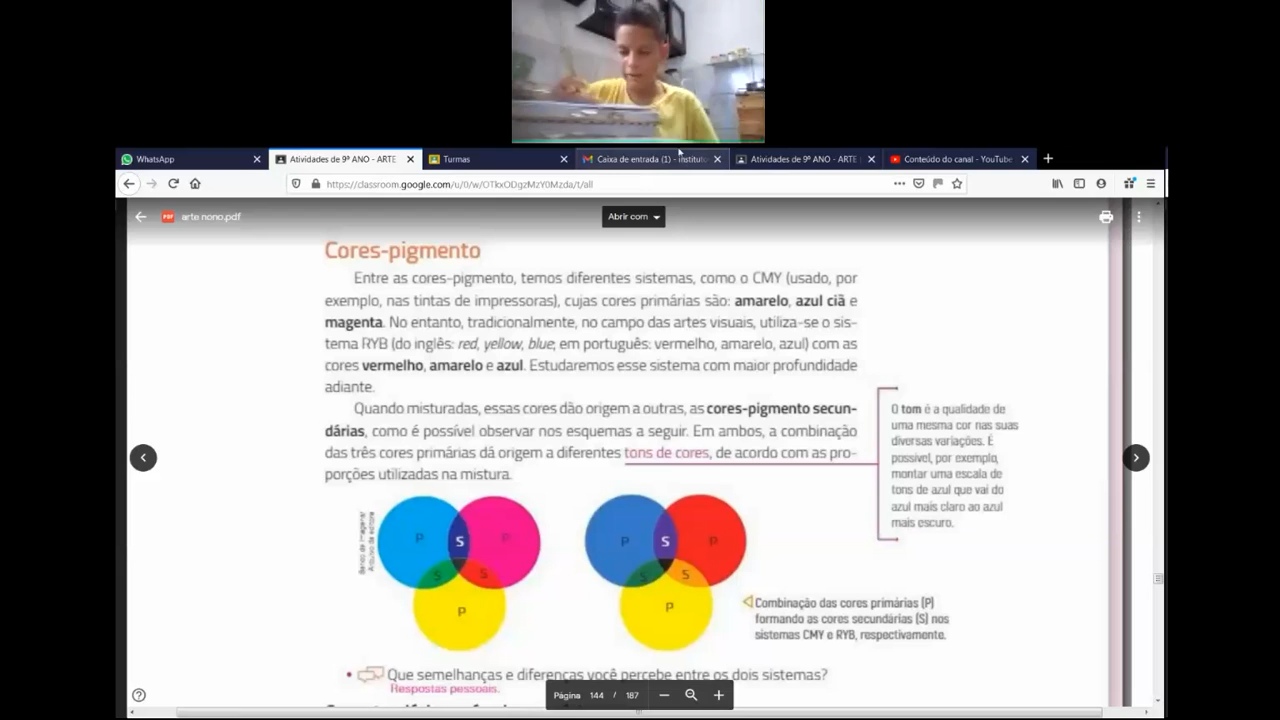 WhatsApp
Atividades de 9º ANO - ARTE
Turmas
Caixa de entrada (1) - Institut
Atividades de 9º ANO - ARTE
Conteúdo do canal - YouTube
https://classroom.google.com/u/0/w/OTkxODgzMzY0Mzda/t/all
PDF arte nono.pdf
Abrir com
Cores-pigmento
Entre as cores-pigmento, temos diferentes sistemas, como o CMY (usado, por
exemplo, nas tintas de impressoras), cujas cores primárias são: amarelo, azul ciã e
magenta. No entanto, tradicionalmente, no campo das artes visuais, utiliza-se o sis-
tema RYB (do inglês: red, yellow, blue; em português: vermelho, amarelo, azul) com as
cores vermelho, amarelo e azul. Estudaremos esse sistema com maior profundidade
adiante.
Quando misturadas, essas cores dão origem a outras, as cores-pigmento secun-
dárias, como é possível observar nos esquemas a seguir. Em ambos, a combinação
das três cores primárias dá origem a diferentes tons de cores, de acordo com as pro-
porções utilizadas na mistura.
O tom é a qualidade de
uma mesma cor nas suas
diversas variações. É
possível, por exemplo,
montar uma escala de
tons de azul que vai do
azul mais claro ao azul
mais escuro.
Banco de imagens/
Arquivo da editora
P S P
S S
P
P S P
S S
P
Combinação das cores primárias (P)
formando as cores secundárias (S) nos
sistemas CMY e RYB, respectivamente.
• Que semelhanças e diferenças você percebe entre os dois sistemas?
Respostas pessoais.
Página 144 / 187